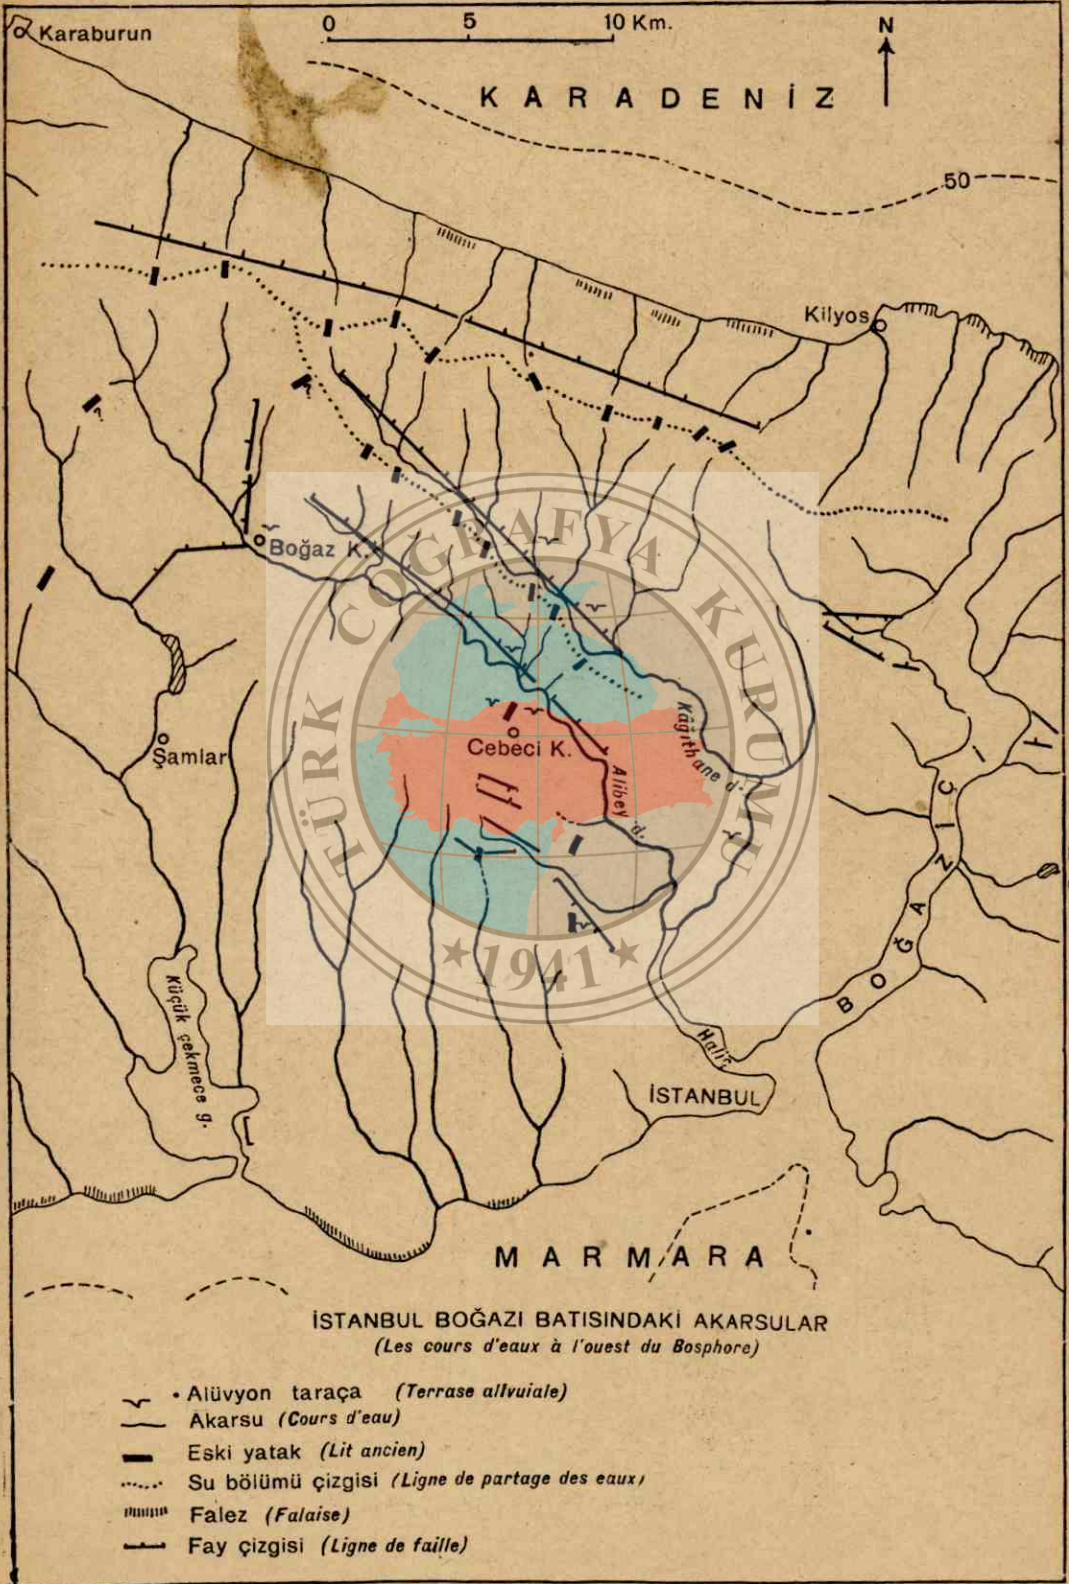 Karaburun
0 5 10 Km.
N
KARADENİZ
50
Kilyos
?
?
Boğaz K.
TÜRK COĞRAFYA KURUMU
1941
Şamlar
Cebeci K.
Kâğıthane d.
Alibey d.
BOĞAZİÇİ
Küçük çekmece g.
Haliç
İSTANBUL
MARMARA
İSTANBUL BOĞAZI BATISINDAKİ AKARSULAR
(Les cours d'eaux à l'ouest du Bosphore)
Alüvyon taraça (Terrase allvuiale)
Akarsu (Cours d'eau)
Eski yatak (Lit ancien)
Su bölümü çizgisi (Ligne de partage des eaux)
Falez (Falaise)
Fay çizgisi (Ligne de faille)